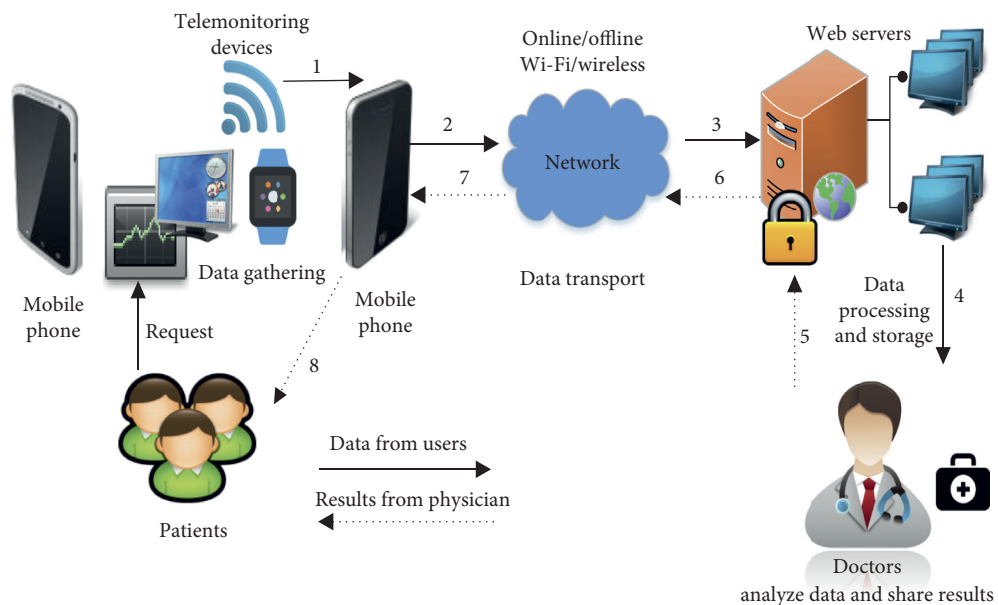 Telemonitoring
devices
1
Online/offline
Wi-Fi/wireless
Web servers
2
Network
3
7
6
Data gathering
Data transport
Mobile
phone
Mobile
phone
Request
8
5
Data
processing
and storage
4
Data from users
Results from physician
Patients
Doctors
analyze data and share results